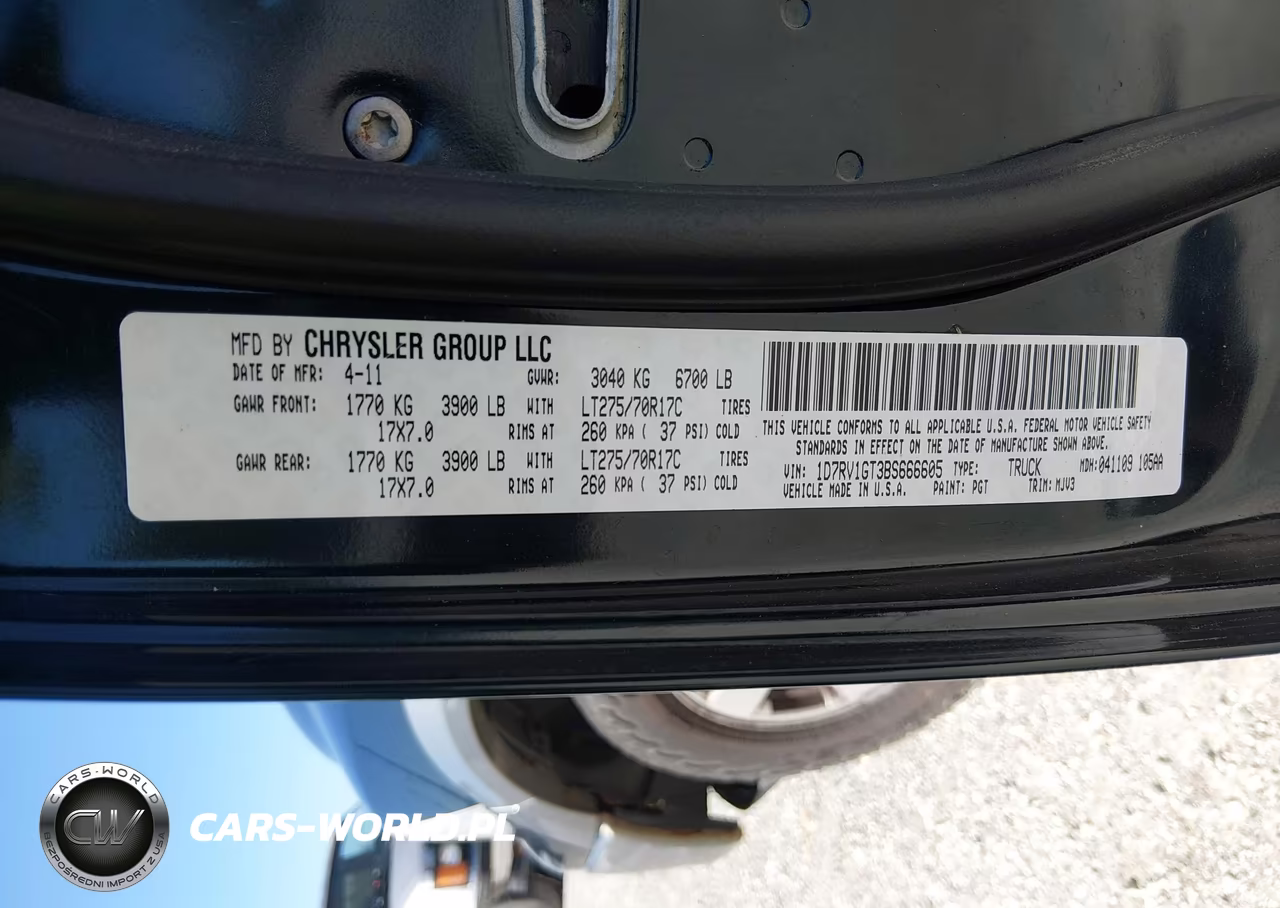 MFD BY CHRYSLER GROUP LLC
DATE OF MFR: 4-11 GVWR: 3040 KG 6700 LB
GAWR FRONT: 1770 KG 3900 LB WITH LT275/70R17C TIRES
17X7.0 RIMS AT 260 KPA ( 37 PSI) COLD
GAWR REAR: 1770 KG 3900 LB WITH LT275/70R17C TIRES
17X7.0 RIMS AT 260 KPA ( 37 PSI) COLD
THIS VEHICLE CONFORMS TO ALL APPLICABLE U.S.A. FEDERAL MOTOR VEHICLE SAFETY
STANDARDS IN EFFECT ON THE DATE OF MANUFACTURE SHOWN ABOVE.
VIN: 1D7RV1GT3BS666605 TYPE: TRUCK MDH:041109 105AA
VEHICLE MADE IN U.S.A. PAINT: PGT TRIM: MJV3
CARS-WORLD
CW
BEZPOŚREDNI IMPORT Z USA
CARS-WORLD.PL